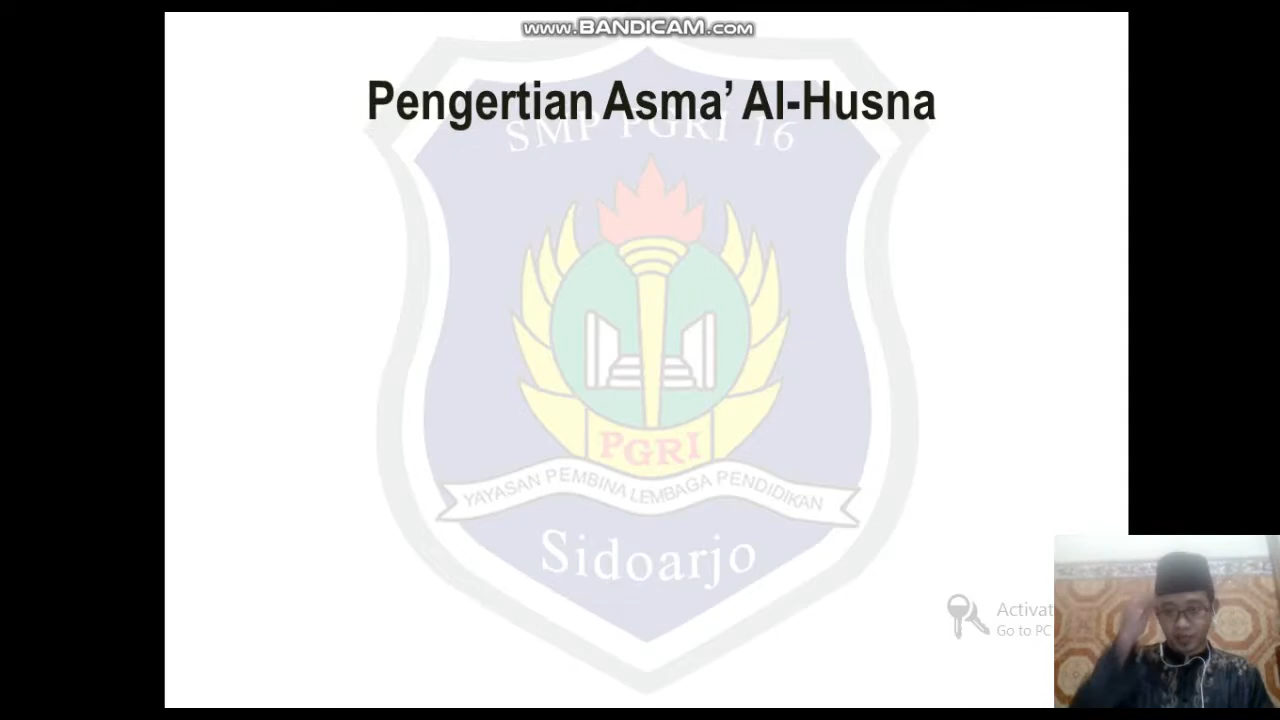 www.BANDICAM.com
Pengertian Asma’ Al-Husna
SMP PGRI 16
PGRI
YAYASAN PEMBINA LEMBAGA PENDIDIKAN
Sidoarjo
Activat
Go to PC